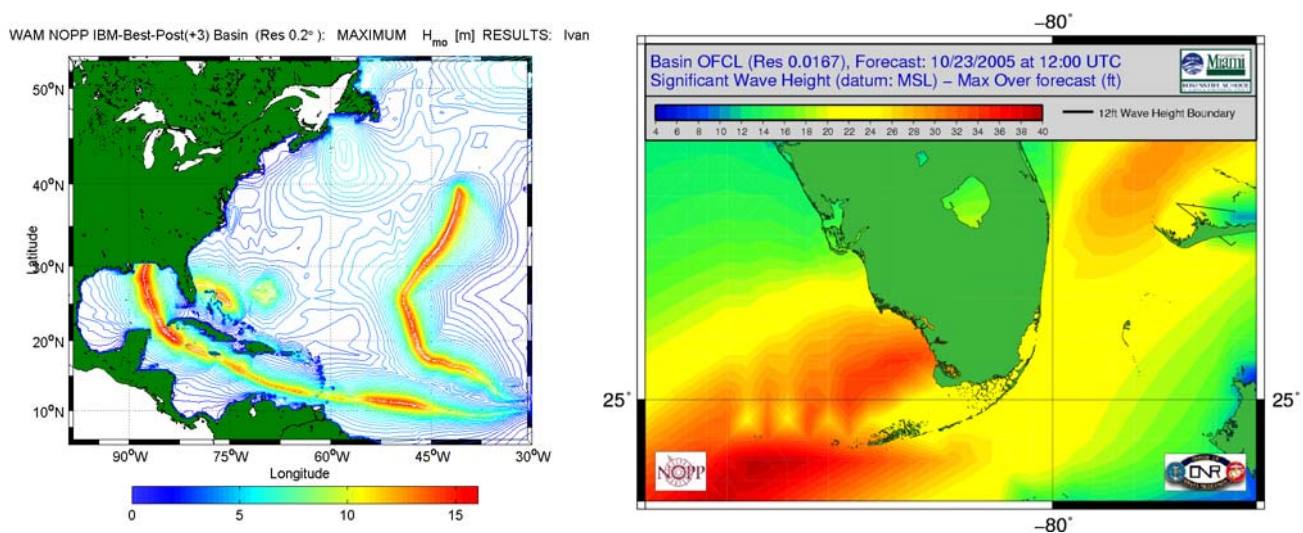 WAM NOPP IBM-Best-Post(+3) Basin (Res 0.2°): MAXIMUM Hmo [m] RESULTS: Ivan
50°N
40°N
30°N
20°N
10°N
Latitude
90°W 75°W 60°W 45°W 30°W
Longitude
0 5 10 15
−80°
Basin OFCL (Res 0.0167), Forecast: 10/23/2005 at 12:00 UTC
Significant Wave Height (datum: MSL) − Max Over forecast (ft)
Miami
4 6 8 10 12 14 16 18 20 22 24 26 28 30 32 34 36 38 40
12ft Wave Height Boundary
25° 25°
NOPP
−80°